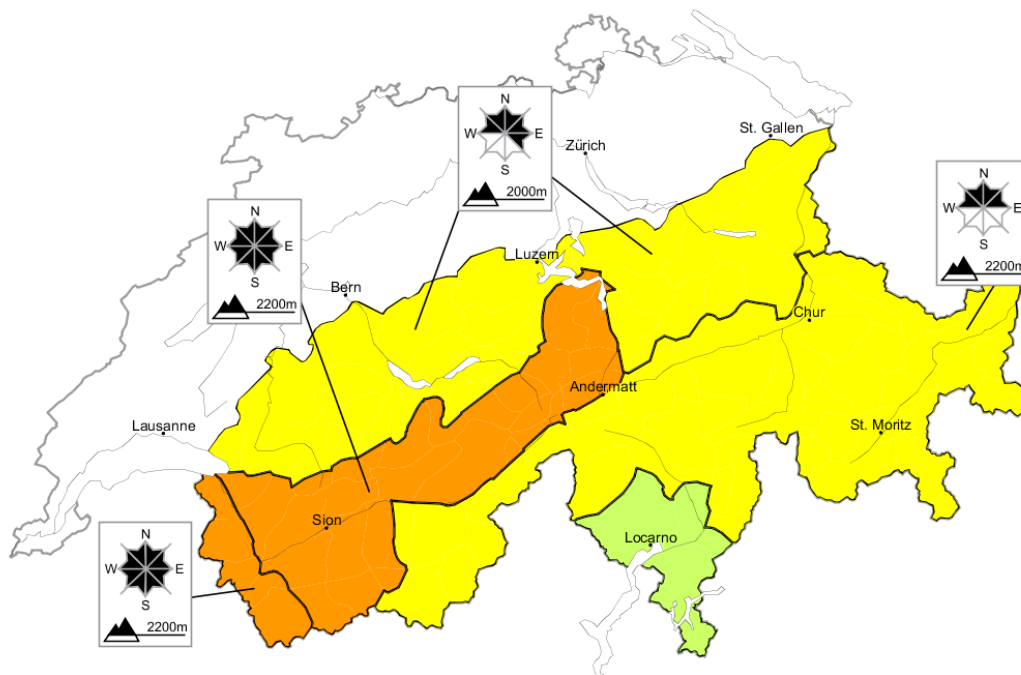 N
W E
S
2000m
St. Gallen
Zürich
N
W E
S
2200m
N
W E
S
2200m
Luzern
Bern
Chur
Andermatt
Lausanne
St. Moritz
Sion
Locarno
N
W E
S
2200m